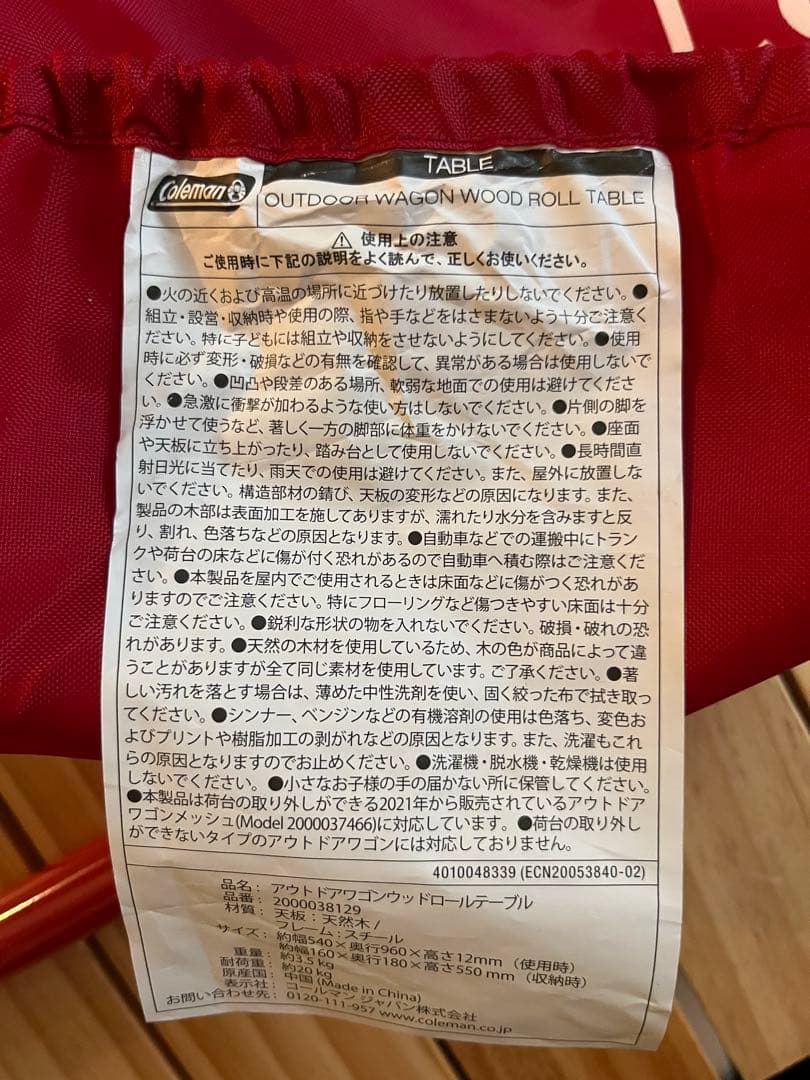 Coleman
TABLE
OUTDOOR WAGON WOOD ROLL TABLE
⚠ 使用上の注意
ご使用時に下記の説明をよく読んで、正しくお使いください。
●火の近くおよび高温の場所に近づけたり放置したりしないでください。●
組立・設営・収納時や使用の際、指や手などをはさまないよう十分ご注意く
ださい。特に子どもには組立や収納をさせないようにしてください。●使用
時に必ず変形・破損などの有無を確認して、異常がある場合は使用しないで
ください。●凹凸や段差のある場所、軟弱な地面での使用は避けてくださ
い。●急激に衝撃が加わるような使い方はしないでください。●片側の脚を
浮かせて使うなど、著しく一方の脚部に体重をかけないでください。●座面
や天板に立ち上がったり、踏み台として使用しないでください。●長時間直
射日光に当てたり、雨天での使用は避けてください。また、屋外に放置しな
いでください。構造部材の錆び、天板の変形などの原因になります。また、
製品の木部は表面加工を施してありますが、濡れたり水分を含みますと反
り、割れ、色落ちなどの原因となります。●自動車などでの運搬中にトラン
クや荷台の床などに傷が付く恐れがあるので自動車へ積む際はご注意くだ
さい。●本製品を屋内でご使用されるときは床面などに傷がつく恐れがあ
りますのでご注意ください。特にフローリングなど傷つきやすい床面は十分
ご注意ください。●鋭利な形状の物を入れないでください。破損・破れの恐
れがあります。●天然の木材を使用しているため、木の色が商品によって違
うことがありますが全て同じ素材を使用しています。ご了承ください。●著
しい汚れを落とす場合は、薄めた中性洗剤を使い、固く絞った布で拭き取っ
てください。●シンナー、ベンジンなどの有機溶剤の使用は色落ち、変色お
よびプリントや樹脂加工の剥がれなどの原因となります。また、洗濯もこれ
らの原因となりますのでお止めください。●洗濯機・脱水機・乾燥機は使用
しないでください。●小さなお子様の手の届かない所に保管してください。
●本製品は荷台の取り外しができる2021年から販売されているアウトドア
ワゴンメッシュ(Model 2000037466)に対応しています。●荷台の取り外し
ができないタイプのアウトドアワゴンには対応しておりません。
4010048339 (ECN20053840-02)
品名：アウトドアワゴンウッドロールテーブル
品番：2000038129
材質：天板：天然木 /
フレーム：スチール
サイズ：約幅540×奥行960×高さ12mm（使用時）
約幅160×奥行180×高さ550mm（収納時）
重量：約3.5 kg
耐荷重：約20 kg
原産国：中国 (Made in China)
表示社：コールマン ジャパン株式会社
お問い合わせ先：0120-111-957 www.coleman.co.jp